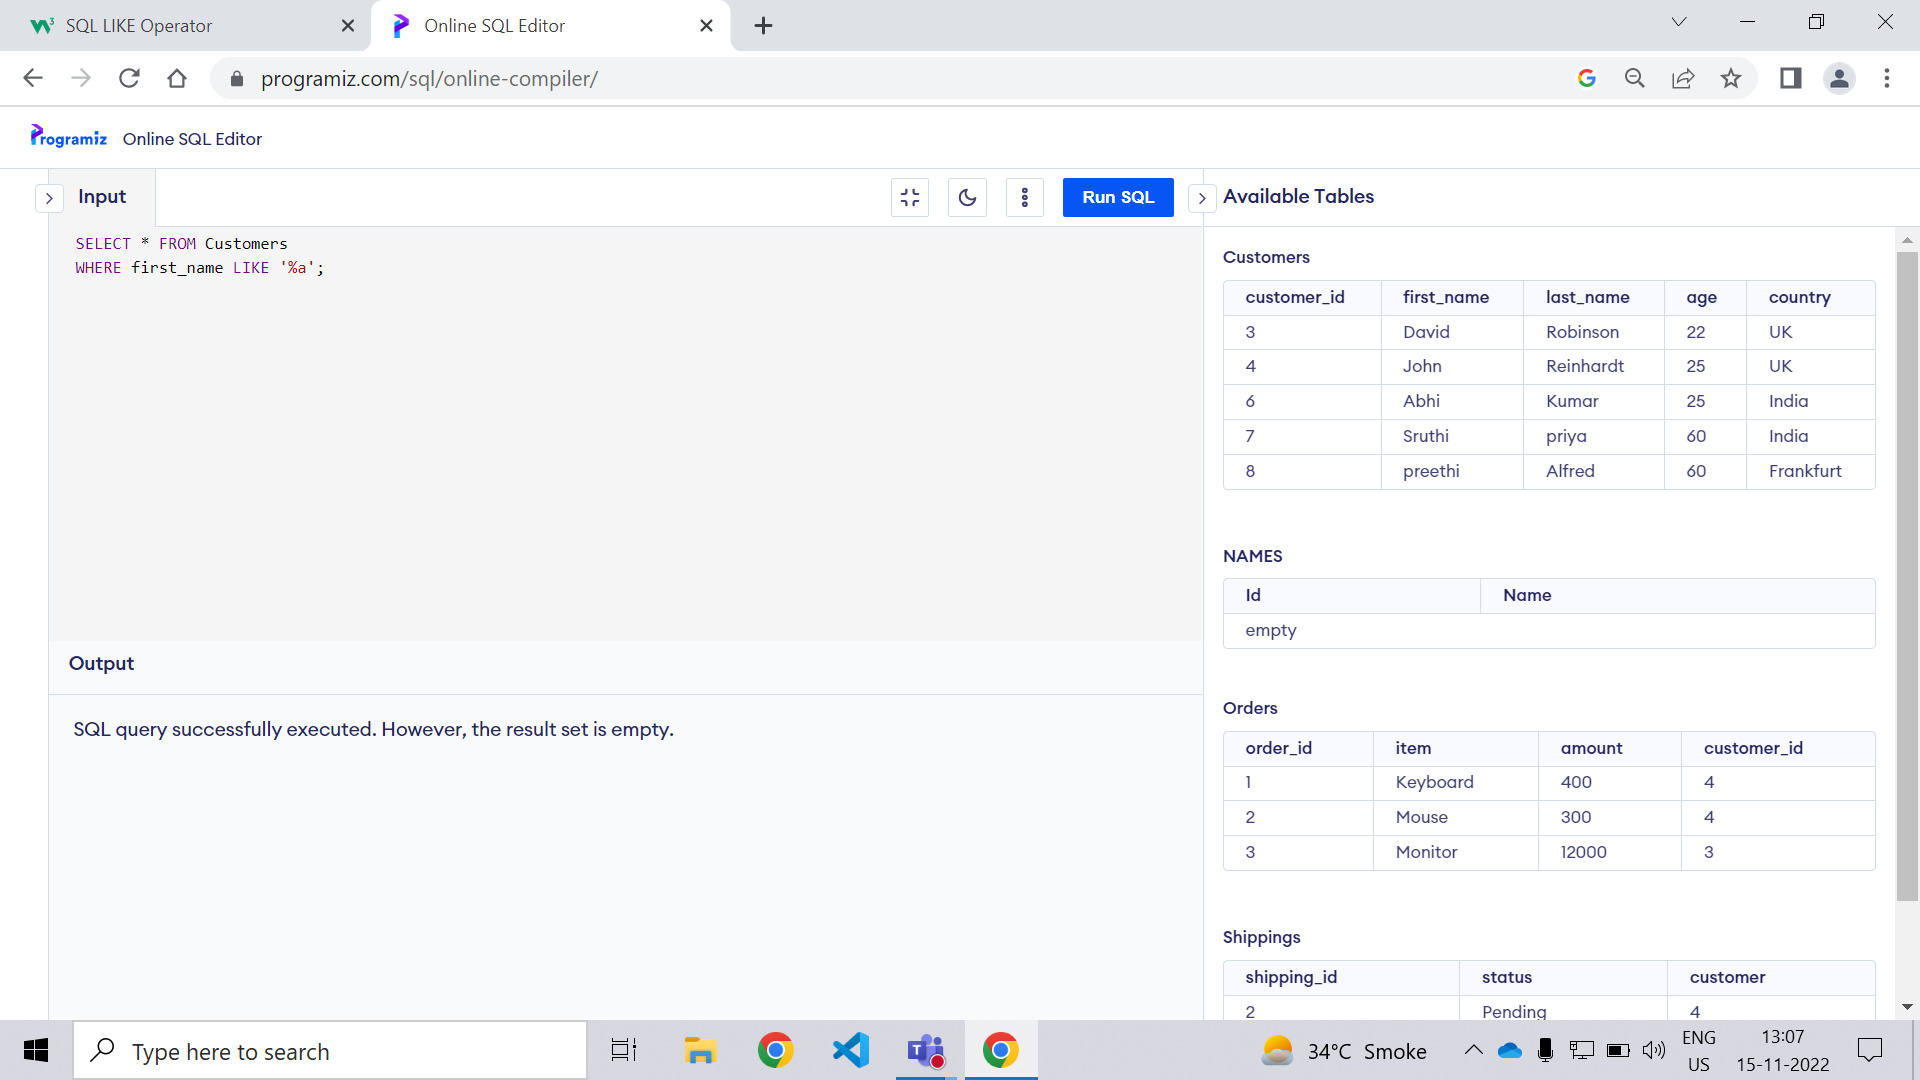 SQL LIKE Operator
Online SQL Editor
programiz.com/sql/online-compiler/
Programiz Online SQL Editor
Input
Run SQL
Available Tables
SELECT * FROM Customers
WHERE first_name LIKE '%a';
Output
SQL query successfully executed. However, the result set is empty.
Customers
customer_id first_name last_name age country
3 David Robinson 22 UK
4 John Reinhardt 25 UK
6 Abhi Kumar 25 India
7 Sruthi priya 60 India
8 preethi Alfred 60 Frankfurt
NAMES
Id Name
empty
Orders
order_id item amount customer_id
1 Keyboard 400 4
2 Mouse 300 4
3 Monitor 12000 3
Shippings
shipping_id status customer
2 Pending 4
Type here to search
34°C Smoke
ENG
US
13:07
15-11-2022